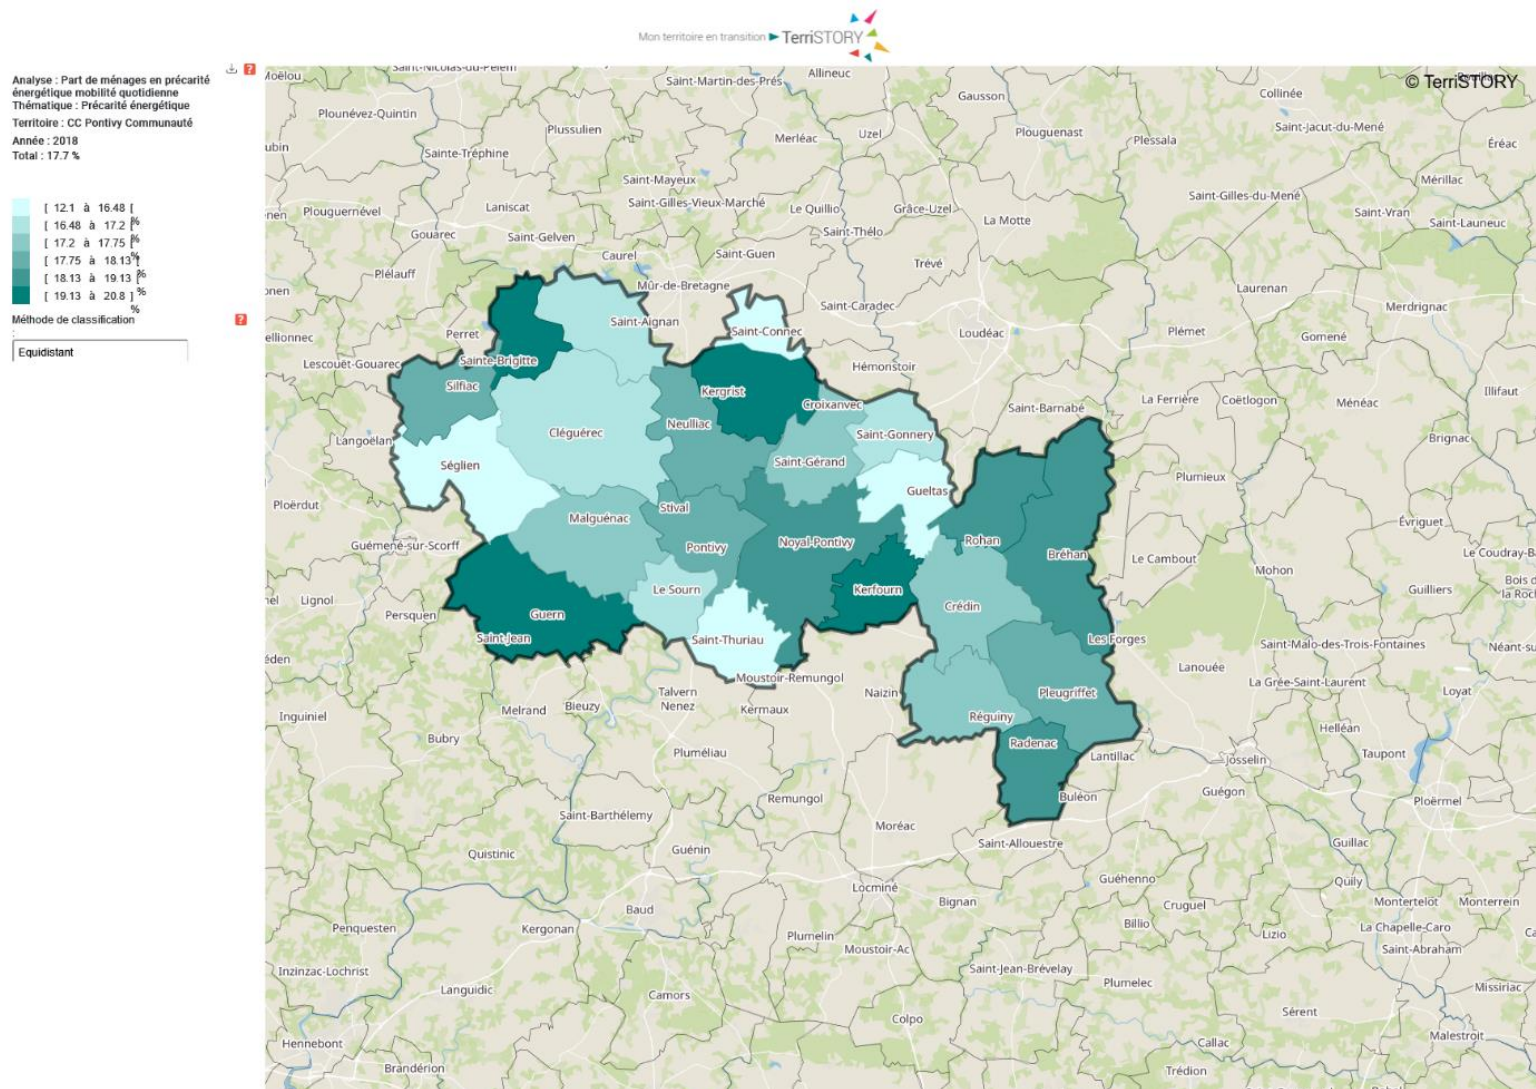 Mon territoire en transition TerriSTORY
Analyse : Part de ménages en précarité
énergétique mobilité quotidienne
Thématique : Précarité énergétique
Territoire : CC Pontivy Communauté
Année : 2018
Total : 17.7 %
[ 12.1 à 16.48 [
%
[ 16.48 à 17.2 [
%
[ 17.2 à 17.75 [
%
[ 17.75 à 18.13 [
%
[ 18.13 à 19.13 [
%
[ 19.13 à 20.8 ]
%
Méthode de classification
:
Equidistant
© TerriSTORY
Saint-Nicolas-du-Pelem
Moëlou
Saint-Martin-des-Prés
Allineuc
Gausson
Collinée
Plounévez-Quintin
Plussulien
Merléac
Uzel
Plouguenast
Plessala
Saint-Jacut-du-Mené
Éréac
Sainte-Tréphine
Saint-Mayeux
Mérillac
Saint-Gilles-Vieux-Marché
Saint-Gilles-du-Mené
Plouguernével
Laniscat
Le Quillio
Grâce-Uzel
La Motte
Saint-Vran
Saint-Launeuc
Gouarec
Saint-Gelven
Saint-Thélo
Caurel
Saint-Guen
Trévé
Plélauff
Mûr-de-Bretagne
Laurenan
Saint-Caradec
Merdrignac
Saint-Aignan
Saint-Connec
Loudéac
Plémet
Gomené
Perret
Lescouët-Gouarec
Sainte-Brigitte
Hémonstoir
Silfiac
Kergrist
Croixanvec
Saint-Barnabé
La Ferrière
Coëtlogon
Ménéac
Illifaut
Neulliac
Langoëlan
Cléguérec
Saint-Gonnery
Brignac
Séglien
Saint-Gérand
Plumieux
Gueltas
Ploërdut
Stival
Malguénac
Évriguet
Guémené-sur-Scorff
Pontivy
Noyal-Pontivy
Rohan
Bréhan
Le Cambout
Mohon
Le Coudray-B
Lignol
Le Sourn
Kerfourn
Guilliers
Bois d
la Roc
Persquen
Guern
Crédin
Saint-Jean
Saint-Thuriau
Les Forges
Saint-Malo-des-Trois-Fontaines
Néant-su
Lanouée
Moustoir-Remungol
La Grée-Saint-Laurent
Talvern
Nenez
Naizin
Pleugriffet
Loyat
Inguiniel
Melrand
Bieuzy
Kermaux
Réguiny
Helléan
Bubry
Radenac
Taupont
Pluméliau
Lantillac
Josselin
Guégon
Remungol
Buléon
Ploërmel
Saint-Barthélemy
Moréac
Saint-Allouestre
Guillac
Quistinic
Guénin
Guéhenno
Quily
Locminé
Bignan
Cruguel
Montertelot
Monterrein
Baud
Billio
Penquesten
Kergonan
Plumelin
Lizio
La Chapelle-Caro
Moustoir-Ac
Saint-Abraham
Inzinzac-Lochrist
Saint-Jean-Brévelay
Plumelec
Languidic
Camors
Missiriac
Colpo
Sérent
Hennebont
Malestroit
Callac
Brandérion
Trédion